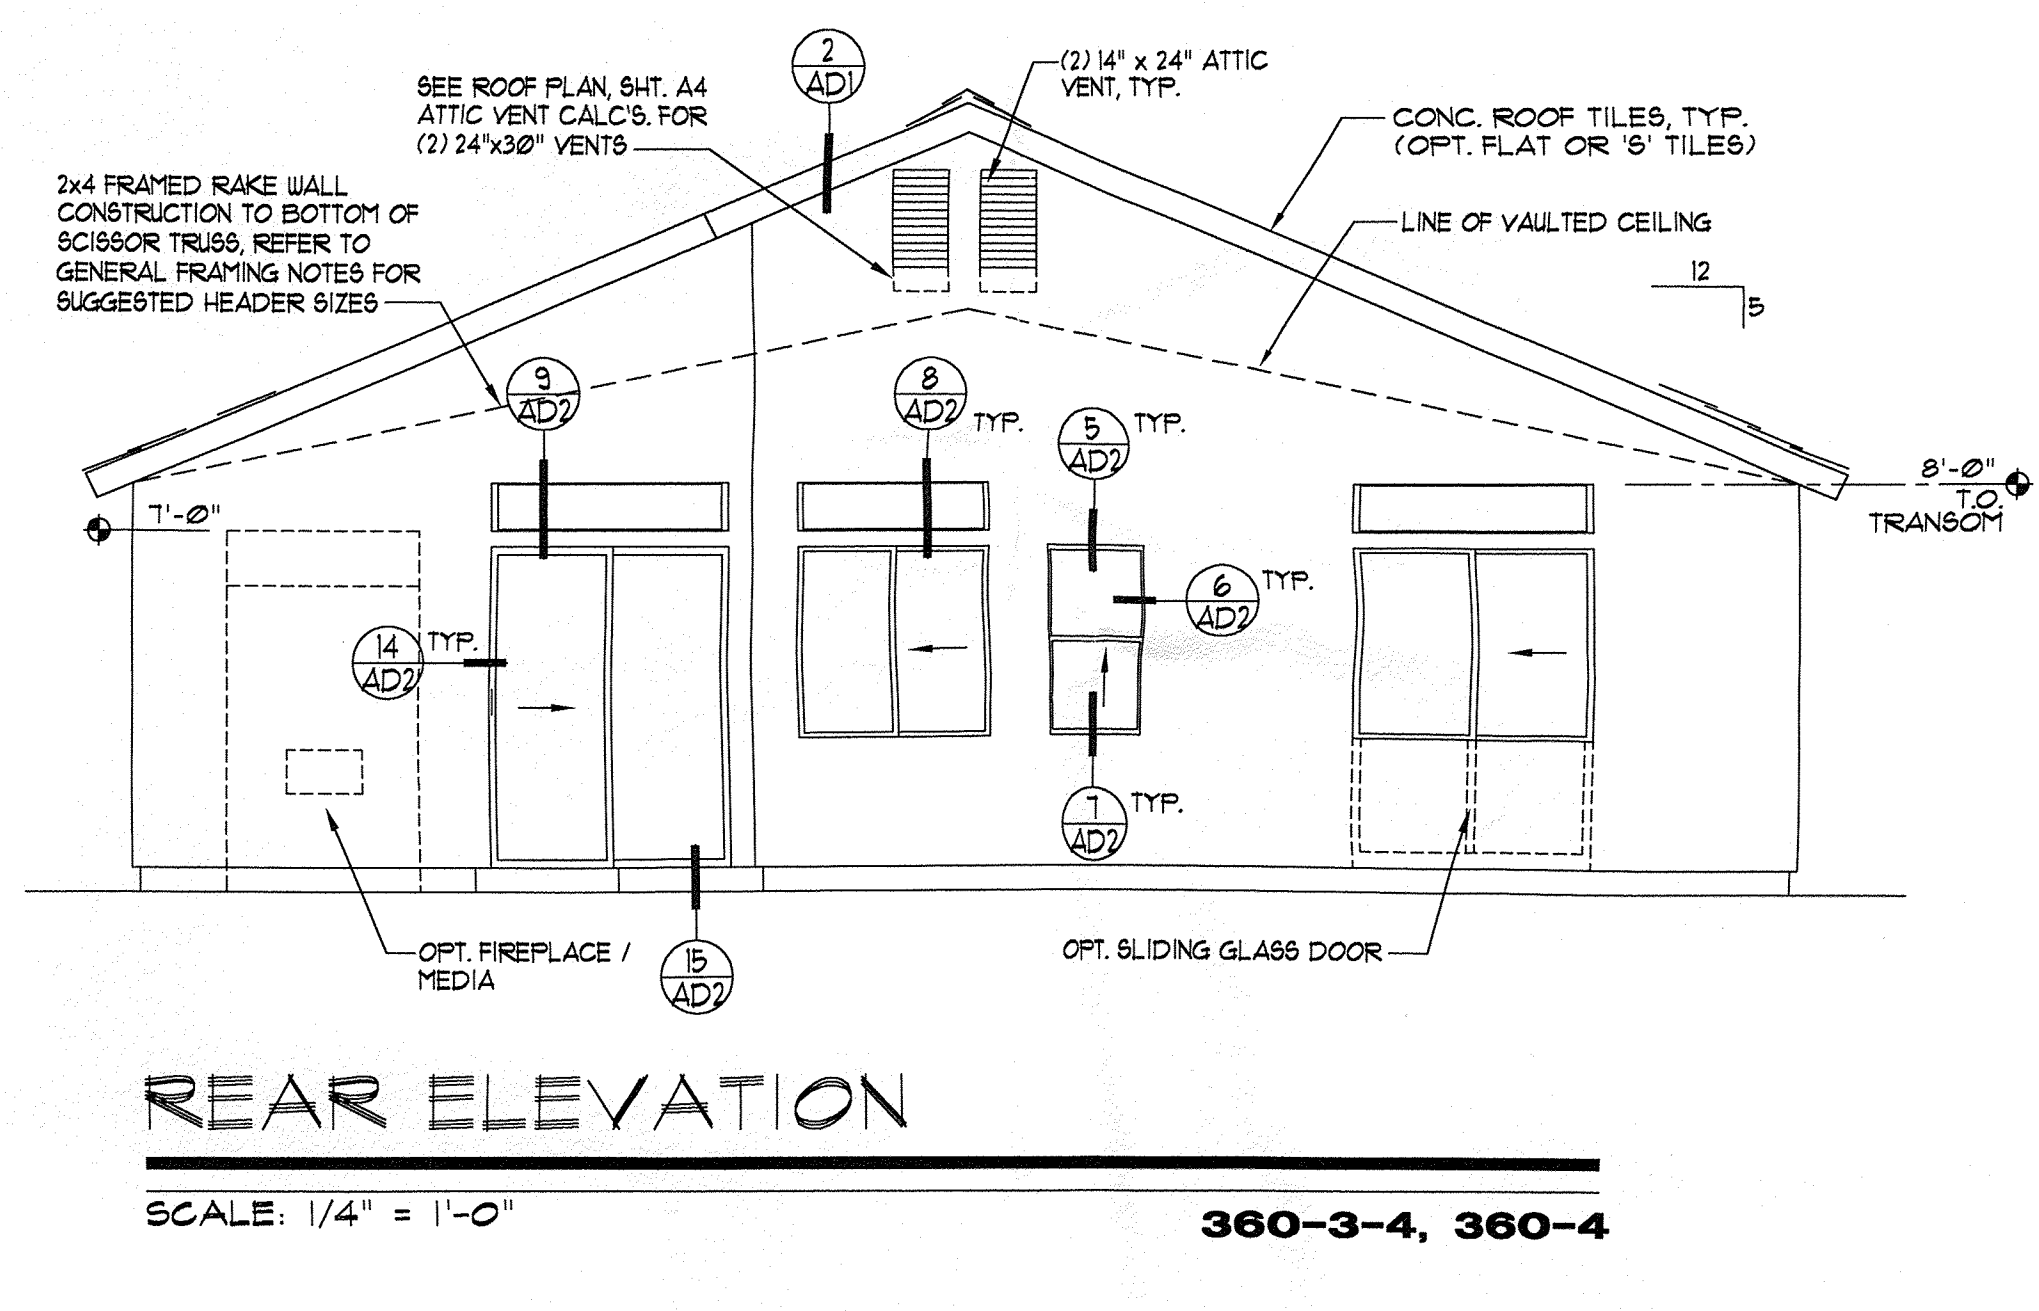 2
AD1
SEE ROOF PLAN, SHT. A4
ATTIC VENT CALC'S. FOR
(2) 24"x30" VENTS
(2) 14" x 24" ATTIC
VENT, TYP.
CONC. ROOF TILES, TYP.
(OPT. FLAT OR 'S' TILES)
2x4 FRAMED RAKE WALL
CONSTRUCTION TO BOTTOM OF
SCISSOR TRUSS, REFER TO
GENERAL FRAMING NOTES FOR
SUGGESTED HEADER SIZES
LINE OF VAULTED CEILING
12
5
9
AD2
8
AD2
TYP.
5
AD2
TYP.
8'-0"
T.O.
TRANSOM
7'-0"
6
AD2
TYP.
14
AD2
TYP.
7
AD2
TYP.
OPT. FIREPLACE /
MEDIA
15
AD2
OPT. SLIDING GLASS DOOR
REAR ELEVATION
SCALE: 1/4" = 1'-0"
360-3-4, 360-4